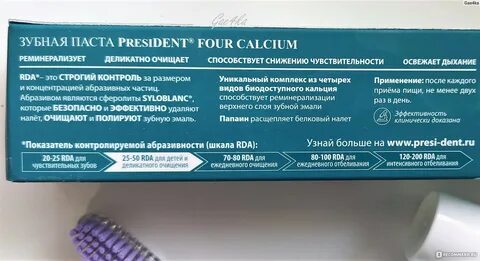 Gae4ka
Gae4ka
ЗУБНАЯ ПАСТА PRESIDENT® FOUR CALCIUM
РЕМИНЕРАЛИЗУЕТ ДЕЛИКАТНО ОЧИЩАЕТ СПОСОБСТВУЕТ СНИЖЕНИЮ ЧУВСТВИТЕЛЬНОСТИ ОСВЕЖАЕТ ДЫХАНИЕ
RDA*– это СТРОГИЙ КОНТРОЛЬ за размером
и концентрацией абразивных частиц.
Абразивом являются сферолиты SYLOBLANC®,
которые БЕЗОПАСНО и ЭФФЕКТИВНО удаляют
налёт, ОЧИЩАЮТ и ПОЛИРУЮТ зубную эмаль.
Уникальный комплекс из четырех
видов биодоступного кальция
способствует реминерализации
верхнего слоя зубной эмали
Папаин расщепляет белковый налет
Применение: после каждого
приёма пищи, не менее двух
раз в день.
Эффективность
клинически доказана
Узнай больше на www.presi-dent.ru
*Показатель контролируемой абразивности (шкала RDA):
20-25 RDA для
чувствительных зубов
25-50 RDA для детей и
деликатного очищения
70-80 RDA для
ежедневного очищения
80-100 RDA для
ежедневного отбеливания
120-200 RDA для
интенсивного отбеливания
RECOMMEND.RU